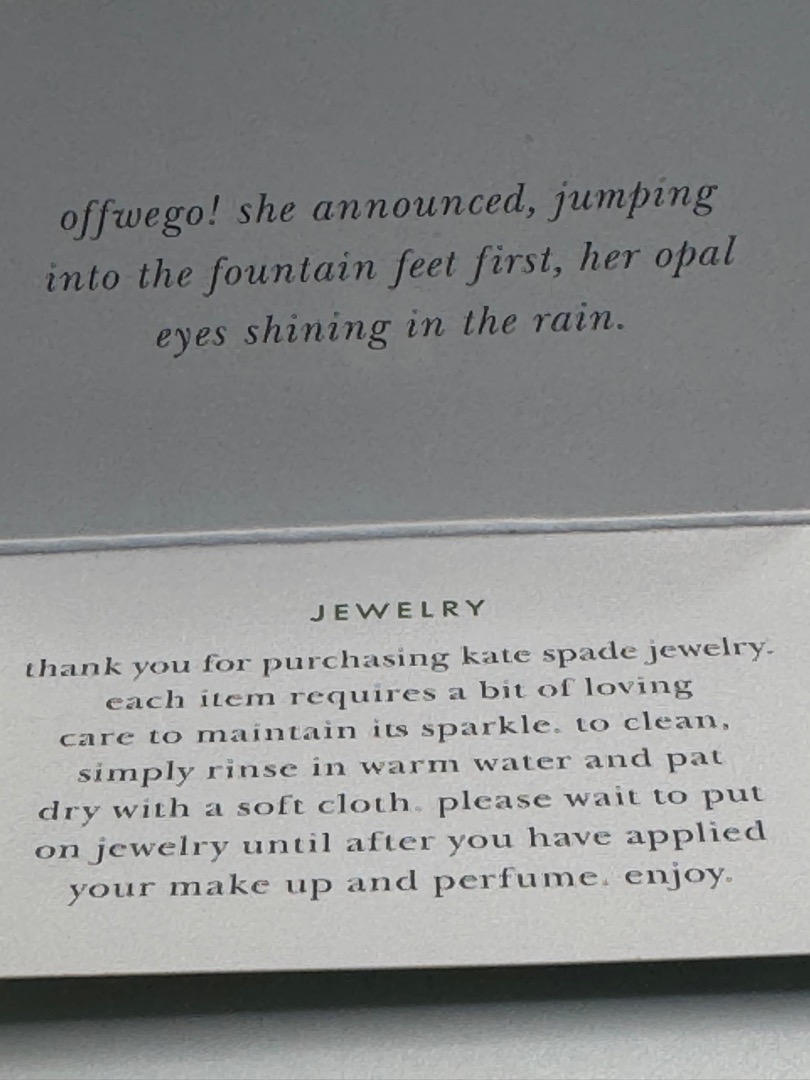 offwego! she announced, jumping
into the fountain feet first, her opal
eyes shining in the rain.
JEWELRY
thank you for purchasing kate spade jewelry.
each item requires a bit of loving
care to maintain its sparkle. to clean,
simply rinse in warm water and pat
dry with a soft cloth. please wait to put
on jewelry until after you have applied
your make up and perfume. enjoy.